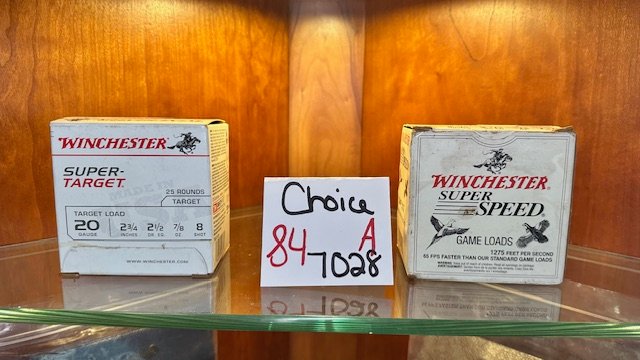 WINCHESTER
SUPER-
TARGET
25 ROUNDS
TARGET
TARGET LOAD
20 2¾ 2½ ⅞ 8
GAUGE INCHES DR. EQ. OZ. SHOT
WWW.WINCHESTER.COM
Choice
84 A
7028
WINCHESTER
SUPER
SPEED
GAME LOADS
1275 FEET PER SECOND
65 FPS FASTER THAN OUR STANDARD GAME LOADS